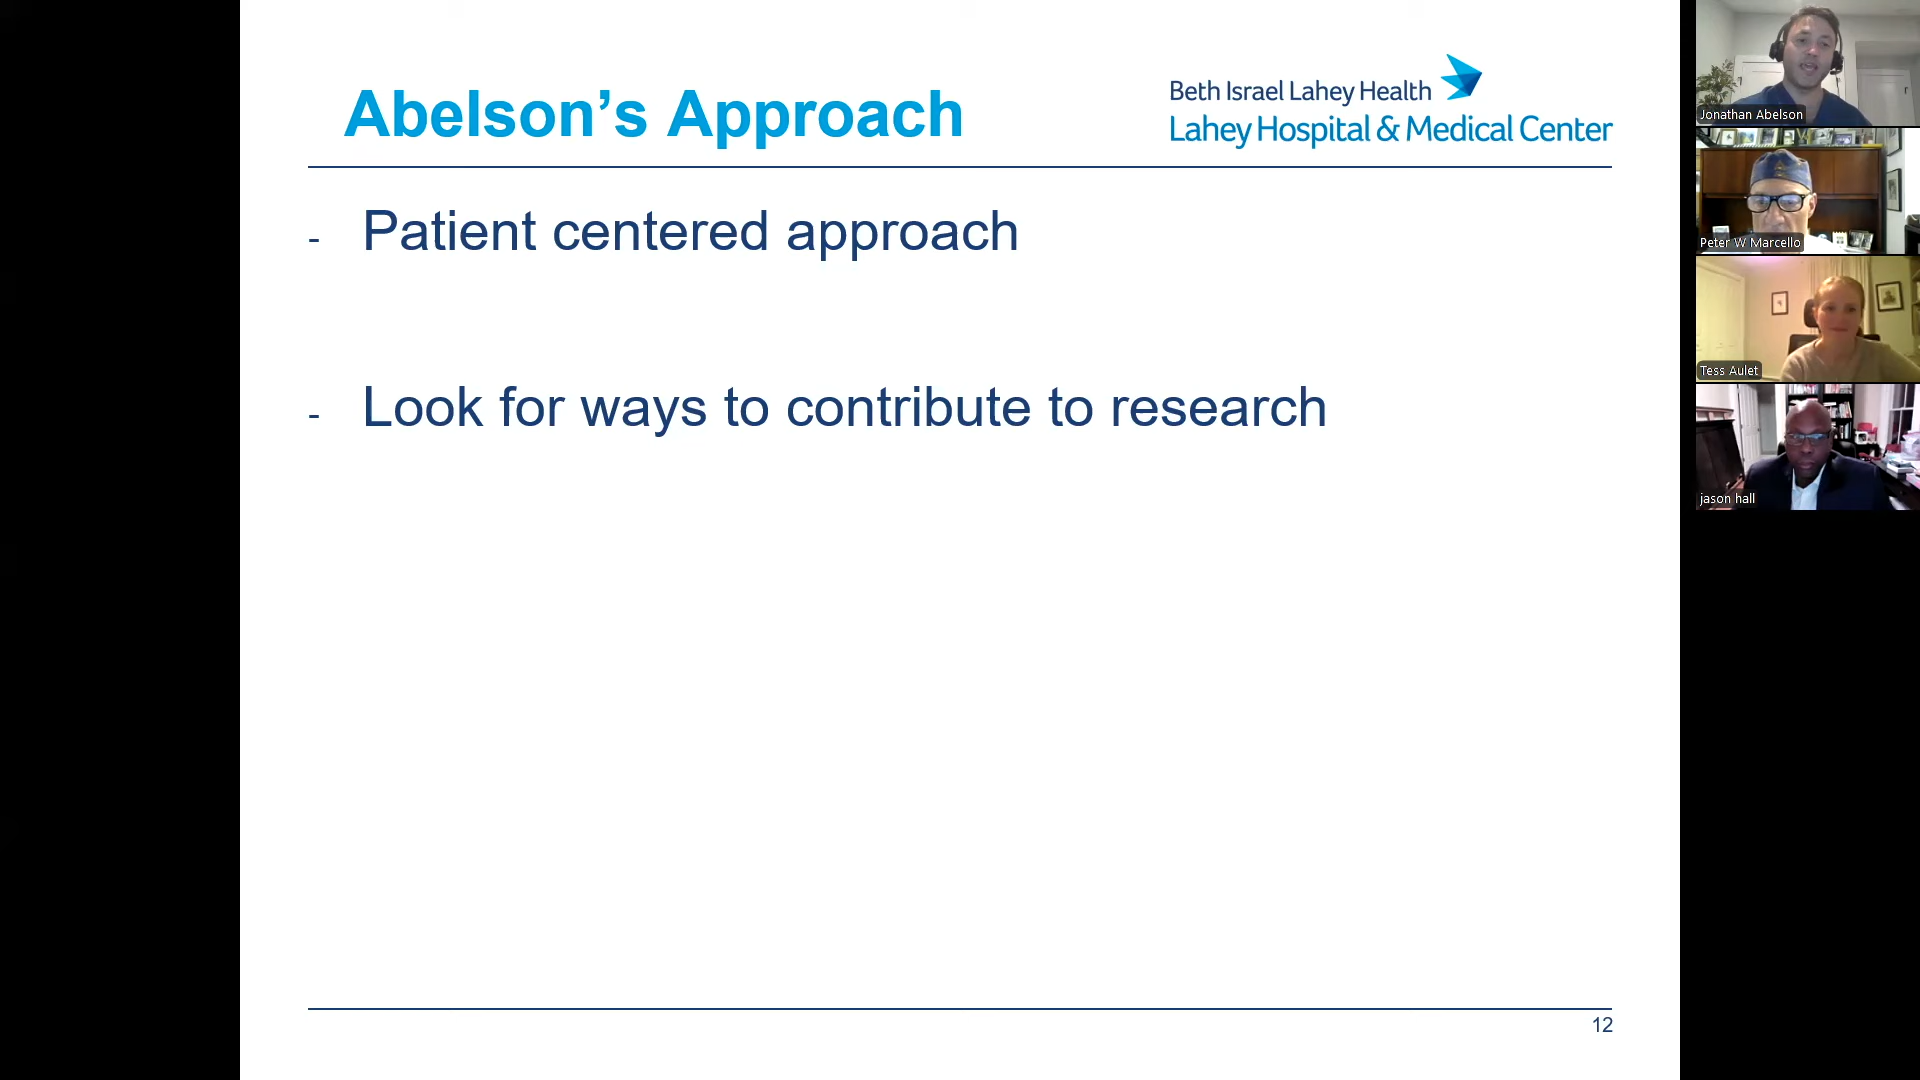 Abelson’s Approach
Beth Israel Lahey Health
Lahey Hospital & Medical Center
- Patient centered approach
- Look for ways to contribute to research
12
Jonathan Abelson
Peter W Marcello
Tess Aulet
jason hall